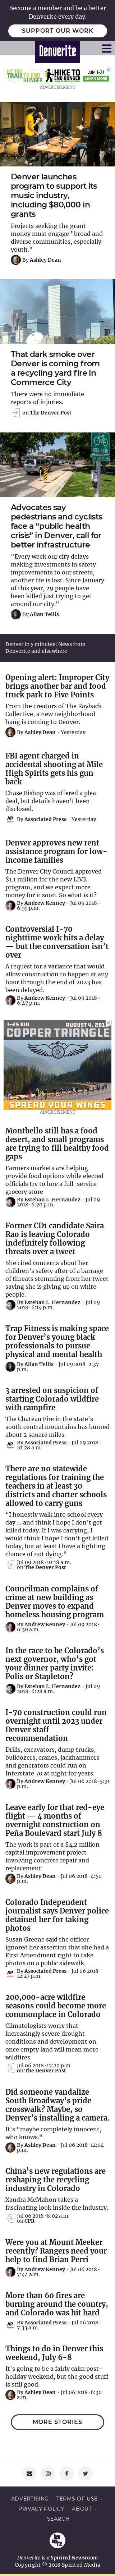 Become a member and be a better
Denverite every day.
SUPPORT OUR WORK
Denverite
ADVERTISEMENT
Denver launches
program to support its
music industry,
including $80,000 in
grants
Projects seeking the grant
money must engage "broad and
diverse communities, especially
youth."
By Ashley Dean
That dark smoke over
Denver is coming from
a recycling yard fire in
Commerce City
There were no immediate
reports of injuries.
on The Denver Post
Advocates say
pedestrians and cyclists
face a "public health
crisis" in Denver, call for
better infrastructure
"Every week our city delays
making investments in safety
improvements to our streets,
another life is lost. Since January
of this year, 29 people have
been killed just trying to get
around our city."
By Allan Tellis
Denver in 5 minutes: News from
Denverite and elsewhere
Opening alert: Improper City
brings another bar and food
truck park to Five Points
From the creators of The Rayback
Collective, a new neighborhood
hang is coming to Denver.
By Ashley Dean · Yesterday
FBI agent charged in
accidental shooting at Mile
High Spirits gets his gun
back
Chase Bishop was offered a plea
deal, but details haven't been
disclosed.
By Associated Press · Yesterday
Denver approves new rent
assistance program for low-
income families
The Denver City Council approved
$1.2 million for the new LIVE
program, and we expect more
money for it soon. So what is it?
By Andrew Kenney · Jul 09 2018 ·
6:55 p.m.
Controversial I-70
nighttime work hits a delay
— but the conversation isn't
over
A request for a variance that would
allow construction to happen at any
hour through the end of 2023 has
been delayed.
By Andrew Kenney · Jul 09 2018 ·
6:47 p.m.
COPPER TRIANGLE
SPREAD YOUR WINGS
ADVERTISEMENT
Montbello still has a food
desert, and small programs
are trying to fill healthy food
gaps
Farmers markets are helping
provide food options while elected
officials try to lure a full-service
grocery store
By Esteban L. Hernandez · Jul 09
2018 · 6:20 p.m.
Former CD1 candidate Saira
Rao is leaving Colorado
indefinitely following
threats over a tweet
She cited concerns about her
children's safety after of a barrage
of threats stemming from her tweet
saying she is giving up on white
people.
By Esteban L. Hernandez · Jul 09
2018 · 6:14 p.m.
Trap Fitness is making space
for Denver's young black
professionals to pursue
physical and mental health
By Allan Tellis · Jul 09 2018 · 2:37
p.m.
3 arrested on suspicion of
starting Colorado wildfire
with campfire
The Chateau Fire in the state's
south central mountains has burned
about 2 square miles.
By Associated Press · Jul 09 2018 ·
10:28 a.m.
There are no statewide
regulations for training the
teachers in at least 30
districts and charter schools
allowed to carry guns
"I honestly walk into school every
day … and think I hope I don't get
killed today. If I was carrying, I
would think I hope I don't get killed
today, but at least I have a fighting
chance of not dying."
Jul 09 2018 · 10:18 a.m.
on The Denver Post
Councilman complains of
crime at new building as
Denver moves to expand
homeless housing program
By Andrew Kenney · Jul 09 2018 ·
6:30 a.m.
In the race to be Colorado's
next governor, who's got
your dinner party invite:
Polis or Stapleton?
By Esteban L. Hernandez · Jul 09
2018 · 6:28 a.m.
I-70 construction could run
overnight until 2023 under
Denver staff
recommendation
Drills, excavators, dump trucks,
bulldozers, cranes, jackhammers
and generators could run on
Interstate 70 at night for years.
By Andrew Kenney · Jul 06 2018 · 5:31
p.m.
Leave early for that red-eye
flight — 4 months of
overnight construction on
Peña Boulevard start July 8
The work is part of a $4.2 million
capital improvement project
involving concrete repair and
replacement.
By Ashley Dean · Jul 06 2018 · 4:50
p.m.
Colorado Independent
journalist says Denver police
detained her for taking
photos
Susan Greene said the officer
ignored her assertion that she had a
First Amendment right to take
photos on a public sidewalk.
By Associated Press · Jul 06 2018 ·
12:27 p.m.
200,000-acre wildfire
seasons could become more
commonplace in Colorado
Climatologists worry that
increasingly severe drought
conditions and development on
once empty land will mean more
wildfires.
Jul 06 2018 · 12:20 p.m.
on The Denver Post
Did someone vandalize
South Broadway's pride
crosswalk? Maybe, so
Denver's installing a camera.
It's "maybe completely innocent,
who knows."
By Ashley Dean · Jul 06 2018 · 12:04
p.m.
China's new regulations are
reshaping the recycling
industry in Colorado
Xandra McMahon takes a
fascinating look inside the industry.
Jul 06 2018 · 8:02 a.m.
on CPR
Were you at Mount Meeker
recently? Rangers need your
help to find Brian Perri
By Andrew Kenney · Jul 06 2018 ·
7:44 a.m.
More than 60 fires are
burning around the country,
and Colorado was hit hard
By Associated Press · Jul 06 2018 ·
7:33 a.m.
Things to do in Denver this
weekend, July 6-8
It's going to be a fairly calm post-
holiday weekend, but the good stuff
is still good.
By Ashley Dean · Jul 06 2018 · 6:30
a.m.
MORE STORIES
ADVERTISING · TERMS OF USE ·
PRIVACY POLICY · ABOUT ·
SEARCH
Denverite is a Spirited Newsroom
Copyright © 2018 Spirited Media